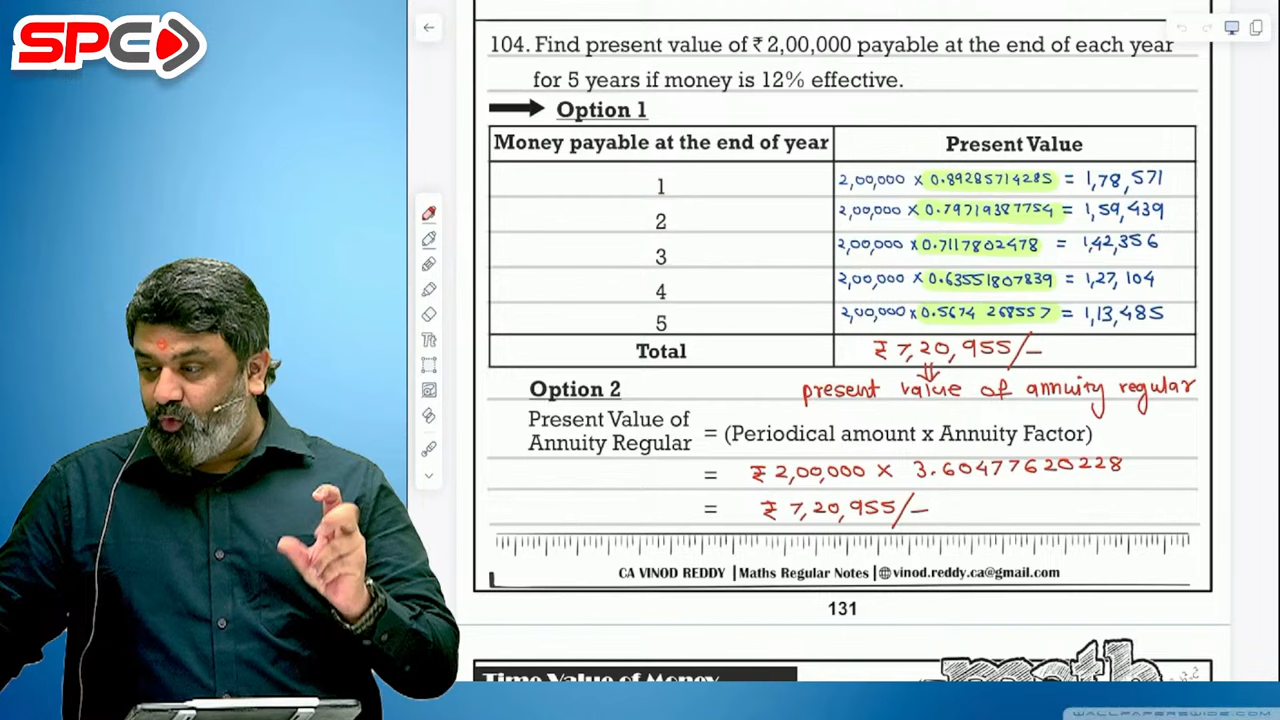 SPC
104. Find present value of ₹ 2,00,000 payable at the end of each year
for 5 years if money is 12% effective.
Option 1
Money payable at the end of year Present Value
1 2,00,000 × 0.89285714285 = 1,78,571
2 2,00,000 × 0.79719387754 = 1,59,439
3 2,00,000 × 0.7117802478 = 1,42,356
4 2,00,000 × 0.63551807839 = 1,27,104
5 2,00,000 × 0.5674 268557 = 1,13,485
Total ₹ 7,20,955/-
Option 2 present value of annuity regular
Present Value of
Annuity Regular = (Periodical amount x Annuity Factor)
= ₹ 2,00,000 × 3.60477620228
= ₹ 7,20,955/-
CA VINOD REDDY | Maths Regular Notes | vinod.reddy.ca@gmail.com
131
Time Value of Money math
WALLPAPERSWIDE.COM
Tt